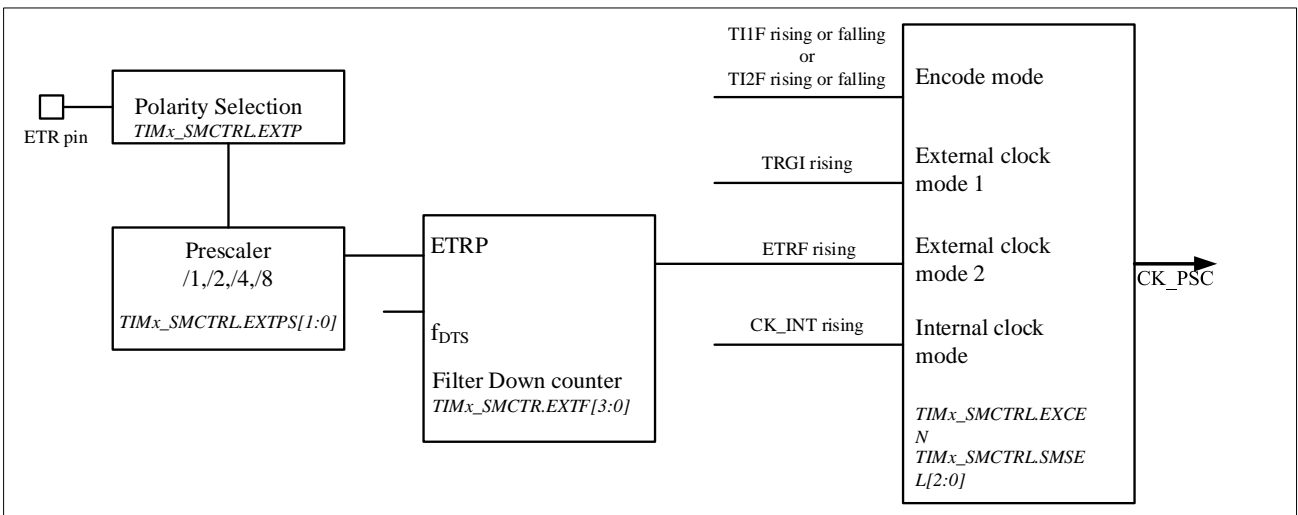 ETR pin
Polarity Selection
TIMx_SMCTRL.EXTP
Prescaler
/1,/2,/4,/8
TIMx_SMCTRL.EXTPS[1:0]
ETRP
fDTS
Filter Down counter
TIMx_SMCTR.EXTF[3:0]
TI1F rising or falling
or
TI2F rising or falling
TRGI rising
ETRF rising
CK_INT rising
Encode mode
External clock
mode 1
External clock
mode 2
Internal clock
mode
TIMx_SMCTRL.EXCE
N
TIMx_SMCTRL.SMSE
L[2:0]
CK_PSC